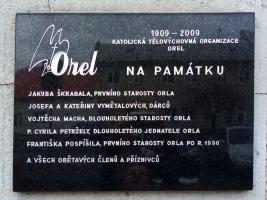 1909 – 2009
KATOLICKÁ TĚLOVÝCHOVNÁ ORGANIZACE
OREL
Orel
NA PAMÁTKU
JAKUBA ŠKRABALA, PRVNÍHO STAROSTY ORLA
JOSEFA A KATEŘINY VYMĚTALOVÝCH, DÁRCŮ
VOJTĚCHA MACHA, DLOUHOLETÉHO STAROSTY ORLA
P. CYRILA PETRŽELY, DLOUHOLETÉHO JEDNATELE ORLA
FRANTIŠKA POSPÍŠILA, PRVNÍHO STAROSTY ORLA PO R. 1990
A VŠECH OBĚTAVÝCH ČLENŮ A PŘÍZNIVCŮ